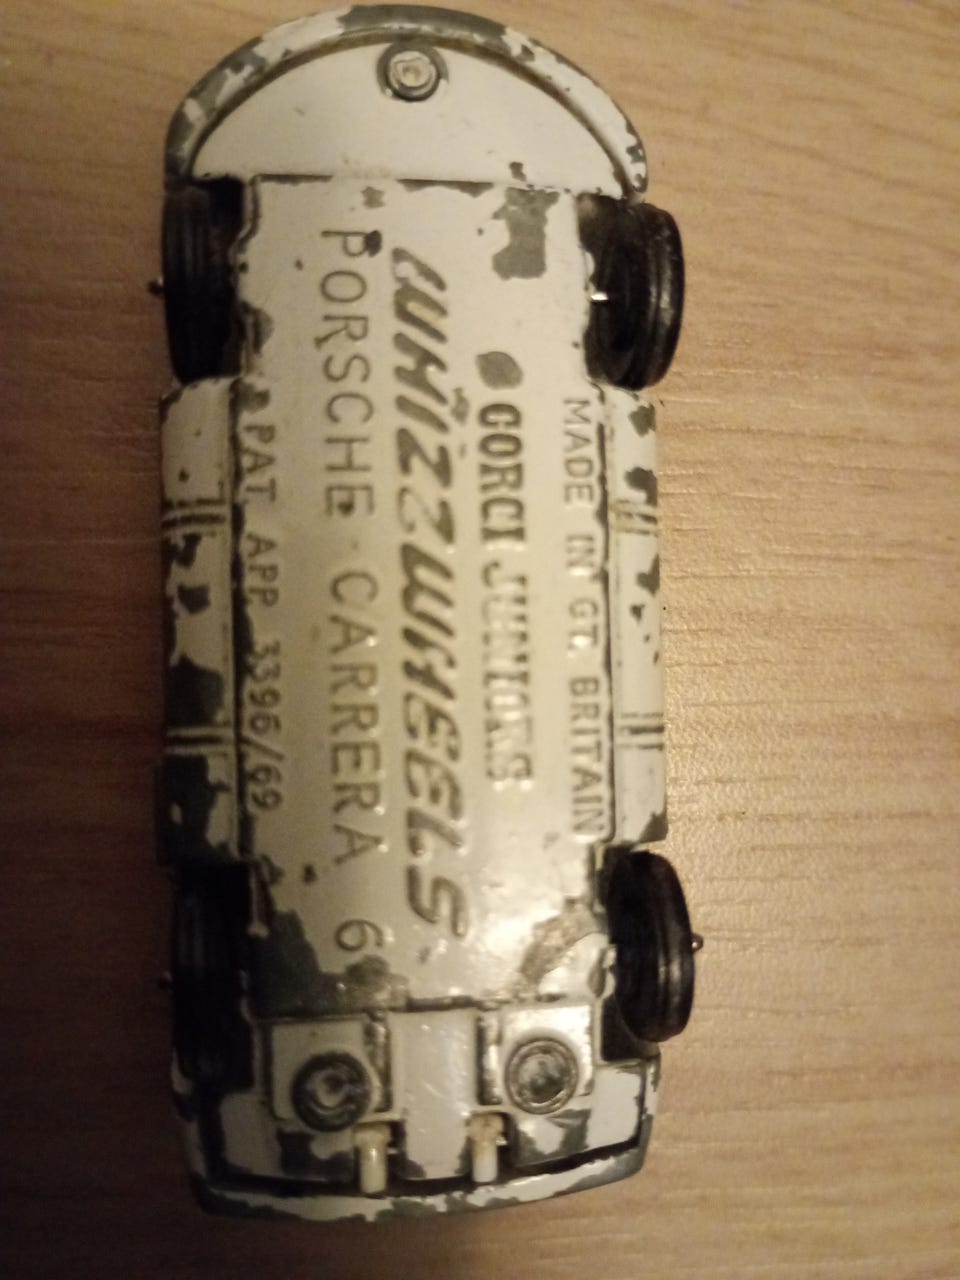 MADE IN GT. BRITAIN
CORGI JUNIORS
WHIZZWHEELS
PORSCHE CARRERA 6
PAT APP 3396/69